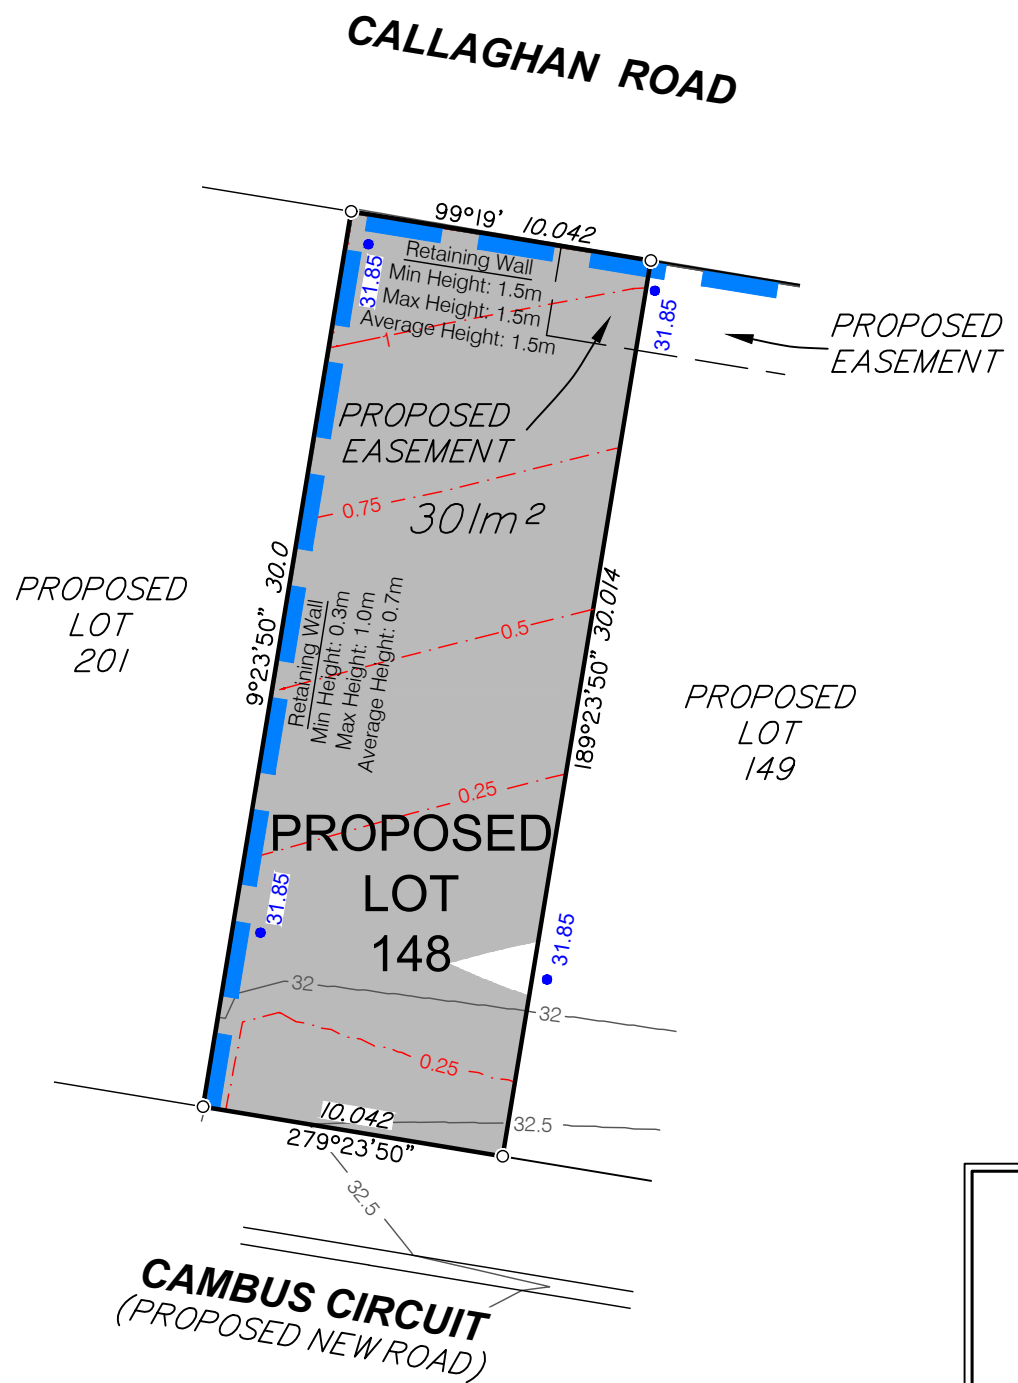 CALLAGHAN ROAD
99°19' 10.042
Retaining Wall
Min Height: 1.5m
Max Height: 1.5m
Average Height: 1.5m
31.85
31.85
1
PROPOSED
EASEMENT
PROPOSED
EASEMENT
0.75
301m²
9°23'50" 30.0
PROPOSED
LOT
201
Retaining Wall
Min Height: 0.3m
Max Height: 1.0m
Average Height: 0.7m
0.5
189°23'50" 30.014
PROPOSED
LOT
149
0.25
PROPOSED
LOT
148
31.85
31.85
32
32
0.25
10.042
279°23'50"
32.5
32.5
CAMBUS CIRCUIT
(PROPOSED NEW ROAD)